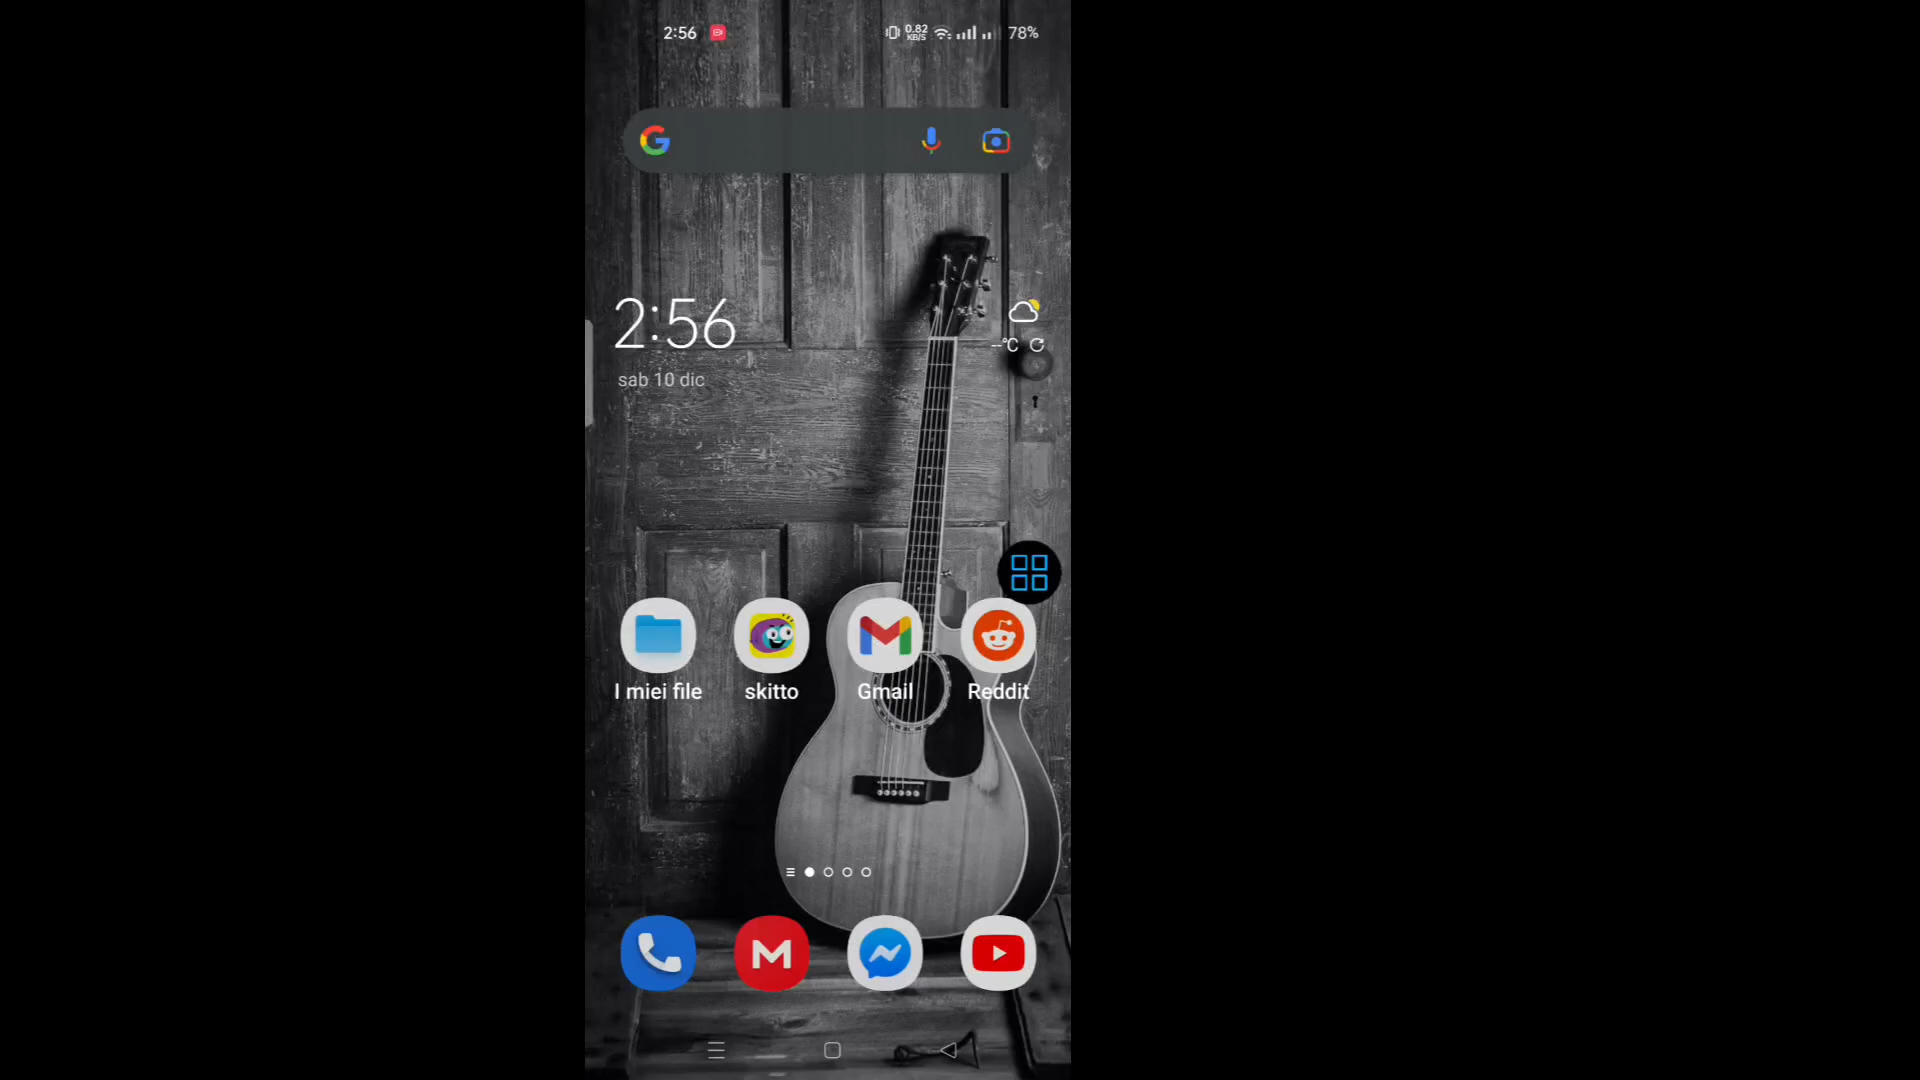 2:56
0.82
KB/S
78%
2:56
--°C
sab 10 dic
I miei file
skitto
Gmail
Reddit